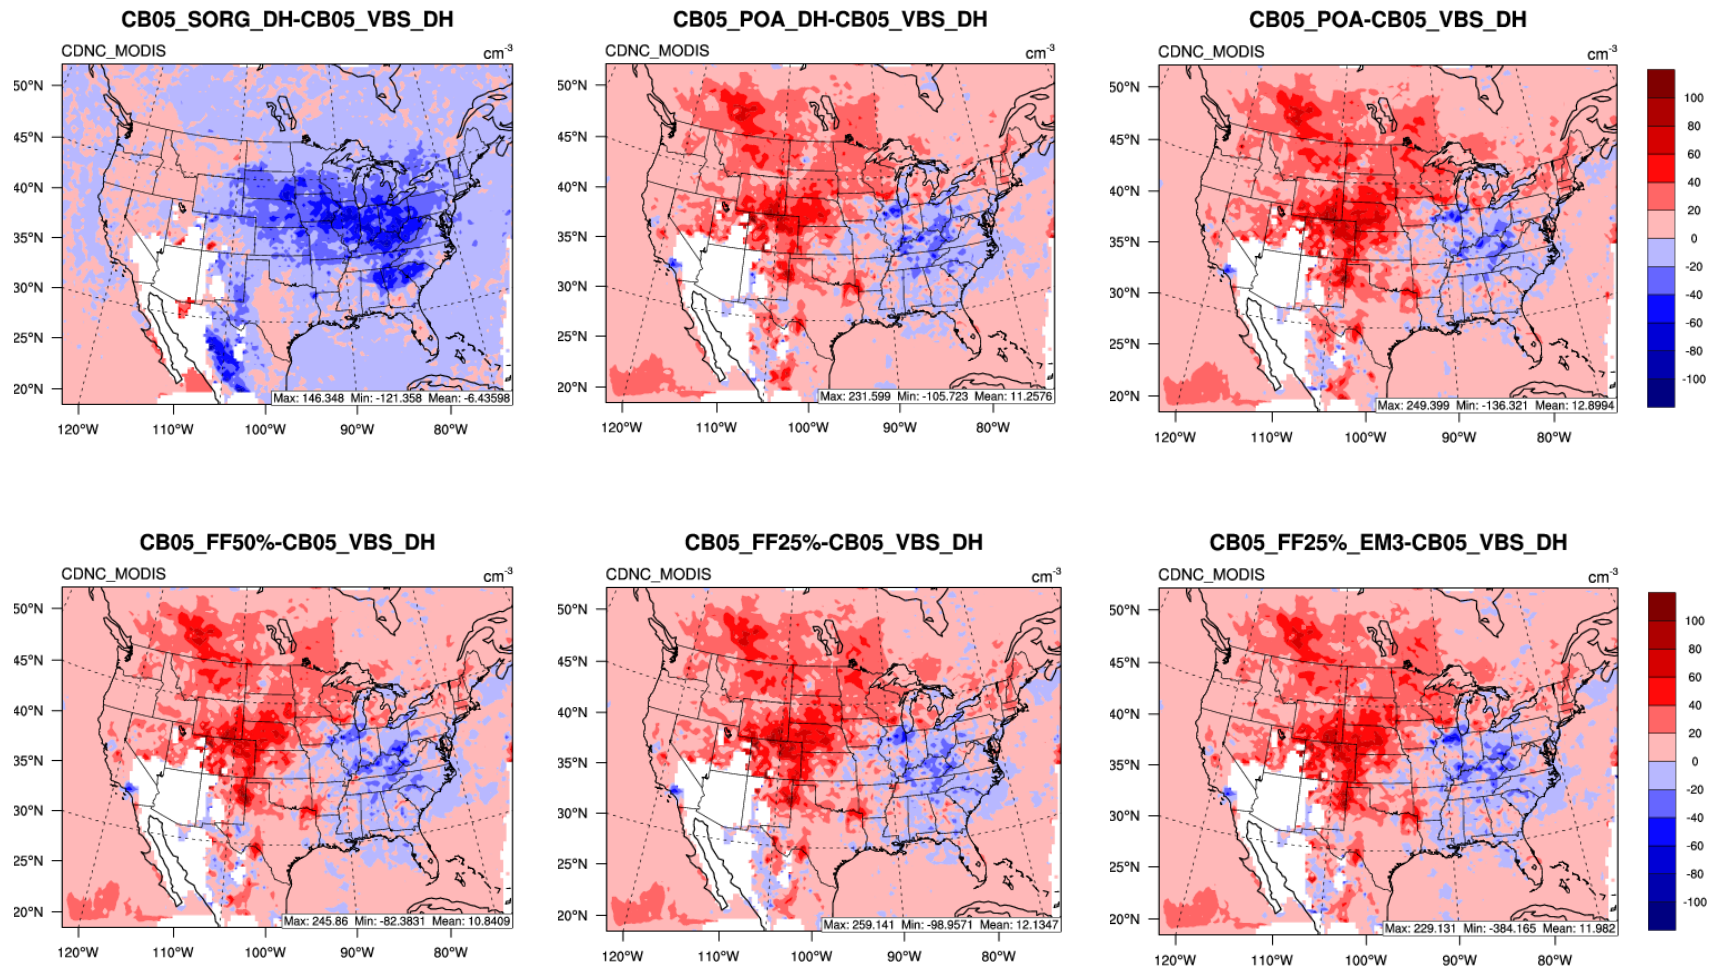 CB05_SORG_DH-CB05_VBS_DH
CDNC_MODIS cm-3
50°N
45°N
40°N
35°N
30°N
25°N
20°N
Max: 146.348 Min: -121.358 Mean: -6.43598
120°W 110°W 100°W 90°W 80°W
CB05_POA_DH-CB05_VBS_DH
CDNC_MODIS cm-3
50°N
45°N
40°N
35°N
30°N
25°N
20°N
Max: 231.599 Min: -105.723 Mean: 11.2576
120°W 110°W 100°W 90°W 80°W
CB05_POA-CB05_VBS_DH
CDNC_MODIS cm-3
50°N
45°N
40°N
35°N
30°N
25°N
20°N
Max: 249.399 Min: -136.321 Mean: 12.8994
120°W 110°W 100°W 90°W 80°W
100
80
60
40
20
0
-20
-40
-60
-80
-100
CB05_FF50%-CB05_VBS_DH
CDNC_MODIS cm-3
50°N
45°N
40°N
35°N
30°N
25°N
20°N
Max: 245.86 Min: -82.3831 Mean: 10.8409
120°W 110°W 100°W 90°W 80°W
CB05_FF25%-CB05_VBS_DH
CDNC_MODIS cm-3
50°N
45°N
40°N
35°N
30°N
25°N
20°N
Max: 259.141 Min: -98.9571 Mean: 12.1347
120°W 110°W 100°W 90°W 80°W
CB05_FF25%_EM3-CB05_VBS_DH
CDNC_MODIS cm-3
50°N
45°N
40°N
35°N
30°N
25°N
20°N
Max: 229.131 Min: -384.165 Mean: 11.982
120°W 110°W 100°W 90°W 80°W
100
80
60
40
20
0
-20
-40
-60
-80
-100